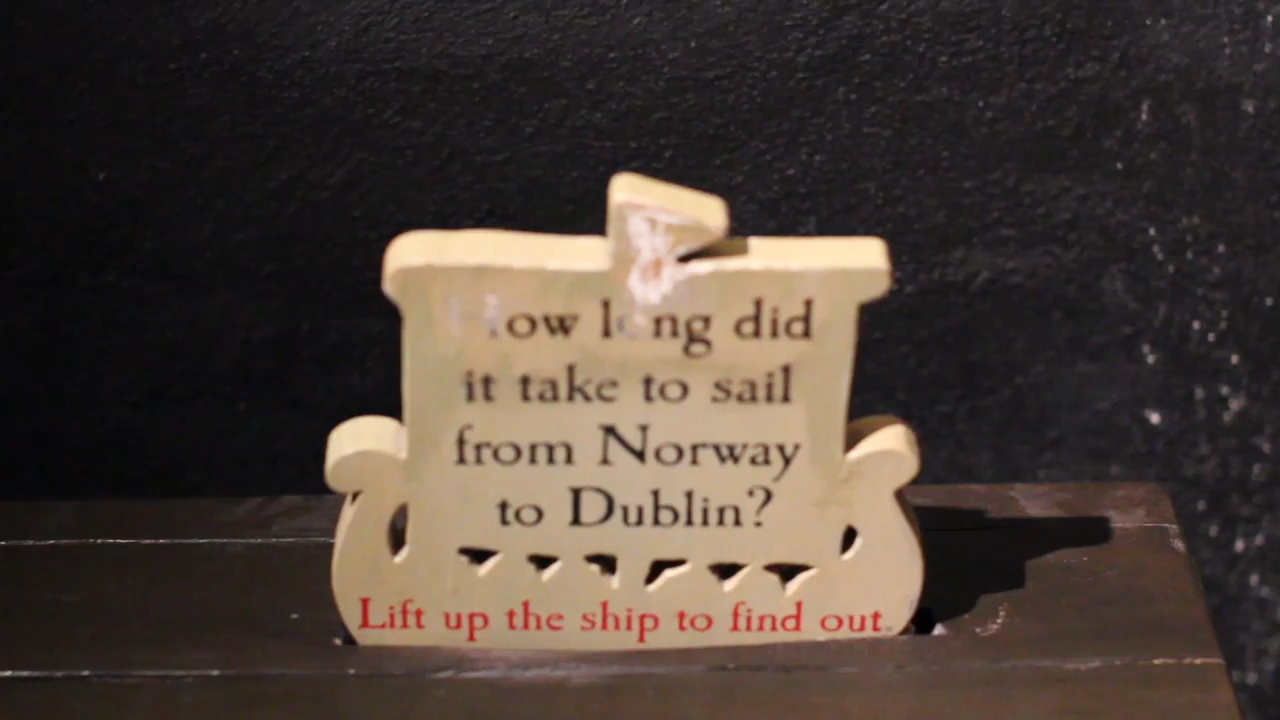 How long did
it take to sail
from Norway
to Dublin?
Lift up the ship to find out.